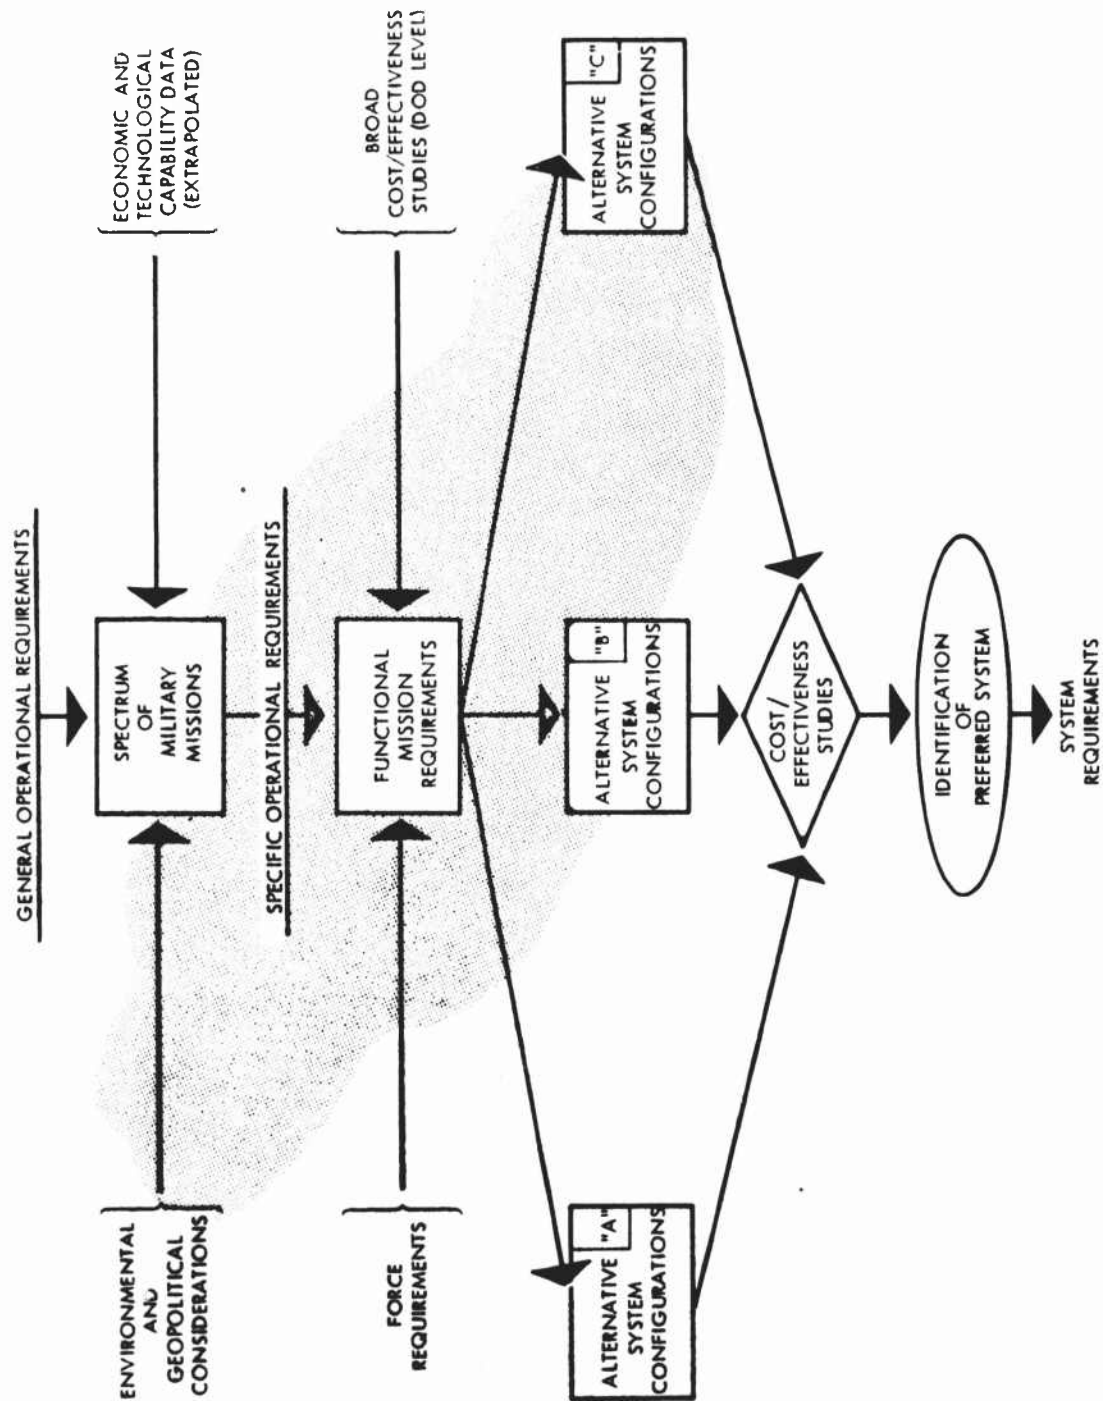 GENERAL OPERATIONAL REQUIREMENTS
ENVIRONMENTAL
AND
GEOPOLITICAL
CONSIDERATIONS
SPECTRUM
OF
MILITARY
MISSIONS
ECONOMIC AND
TECHNOLOGICAL
CAPABILITY DATA
(EXTRAPOLATED)
SPECIFIC OPERATIONAL REQUIREMENTS
FORCE
REQUIREMENTS
FUNCTIONAL
MISSION
REQUIREMENTS
BROAD
COST/EFFECTIVENESS
STUDIES (DOD LEVEL)
"A"
ALTERNATIVE
SYSTEM
CONFIGURATIONS
"B"
ALTERNATIVE
SYSTEM
CONFIGURATIONS
"C"
ALTERNATIVE
SYSTEM
CONFIGURATIONS
COST/
EFFECTIVENESS
STUDIES
IDENTIFICATION
OF
PREFERRED SYSTEM
SYSTEM
REQUIREMENTS